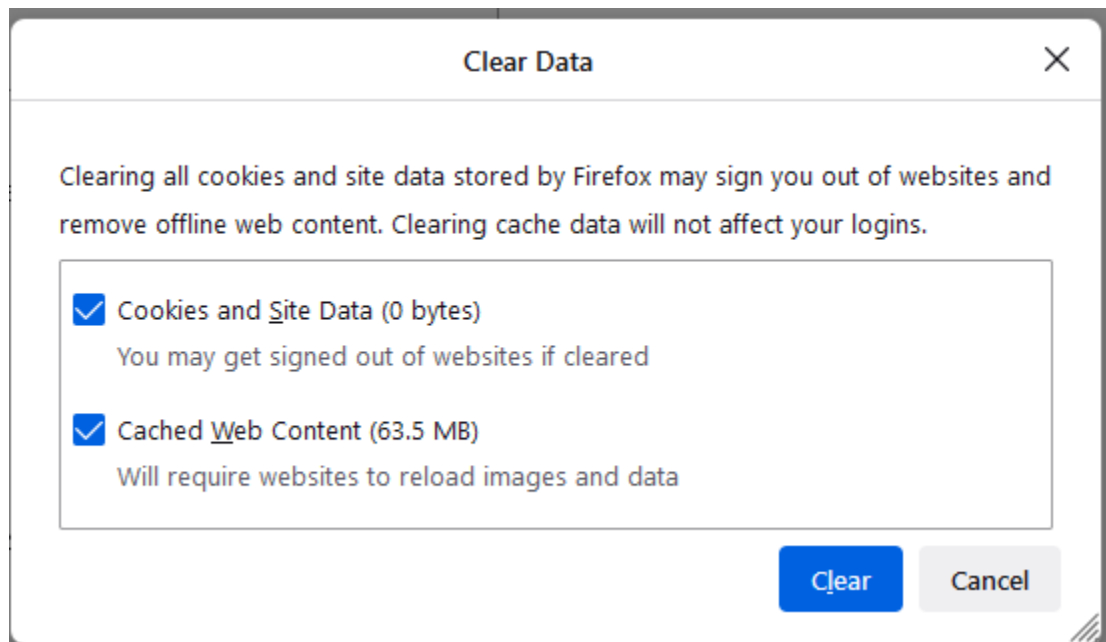 Clear Data
Clearing all cookies and site data stored by Firefox may sign you out of websites and
remove offline web content. Clearing cache data will not affect your logins.
Cookies and Site Data (0 bytes)
You may get signed out of websites if cleared
Cached Web Content (63.5 MB)
Will require websites to reload images and data
Clear
Cancel